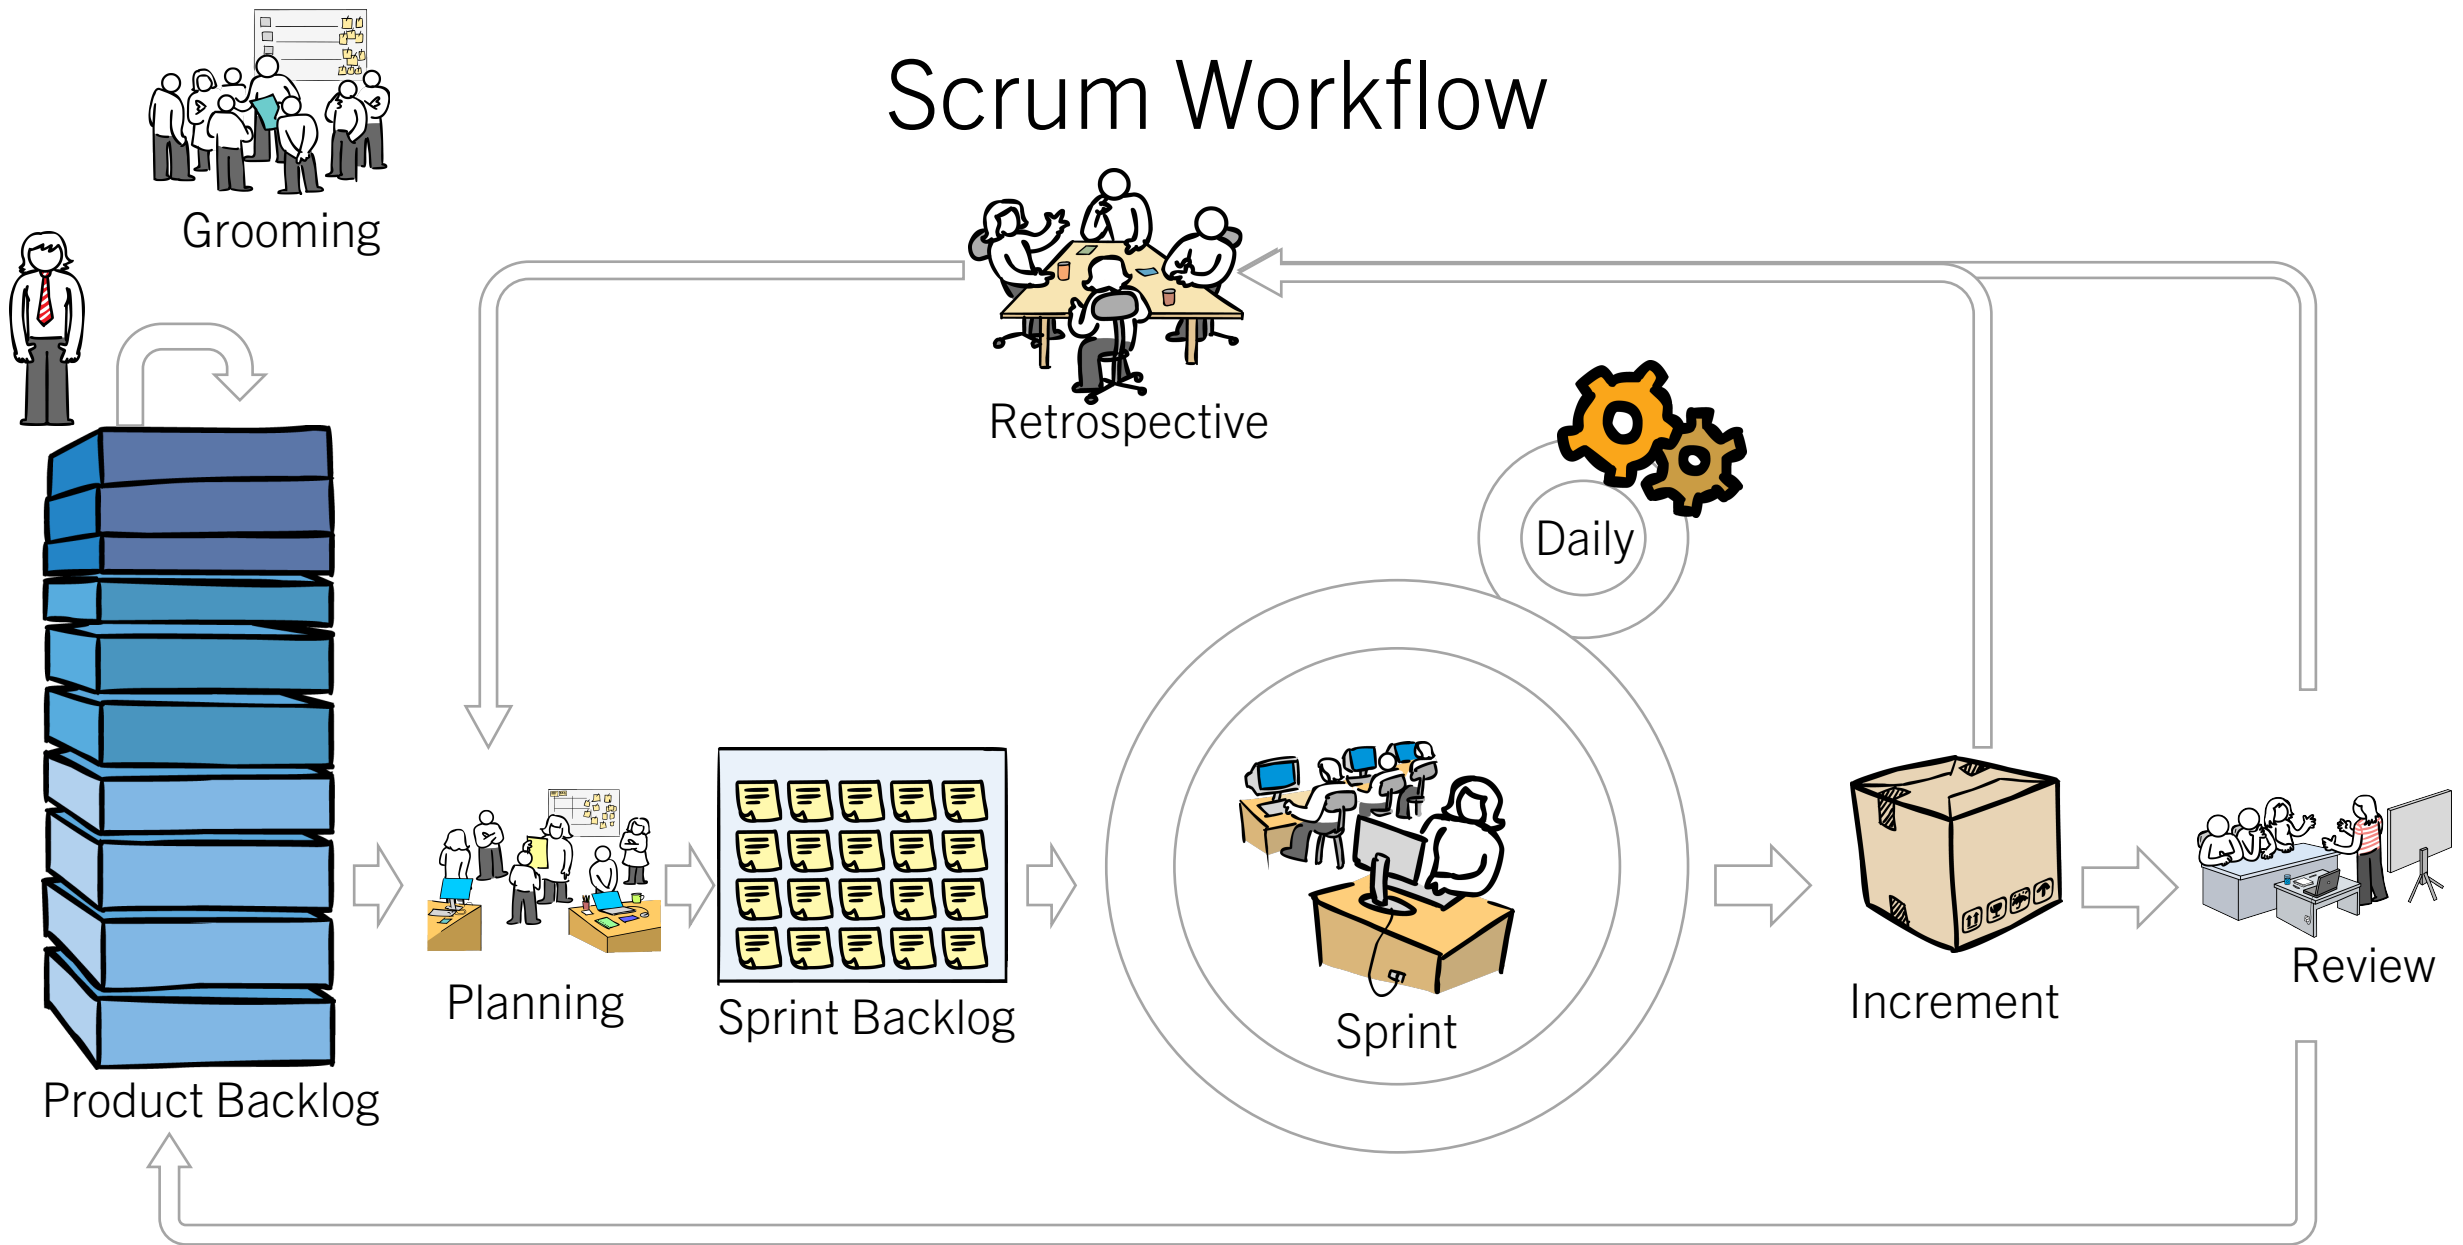 Scrum Workflow
Grooming
Retrospective
Daily
Planning
Sprint Backlog
Sprint
Increment
Review
Product Backlog